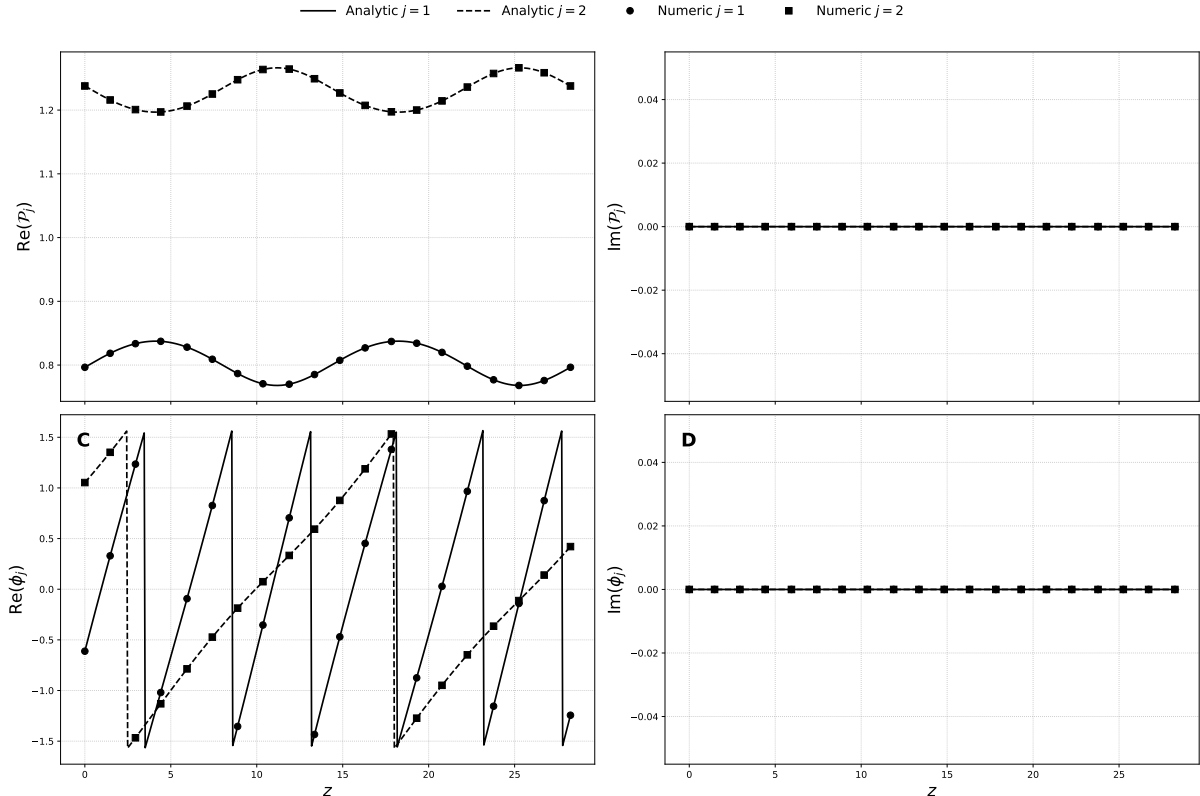 Analytic j = 1 Analytic j = 2 Numeric j = 1 Numeric j = 2
Re(𝒫j)
1.2
1.1
1.0
0.9
0.8
Im(𝒫j)
0.04
0.02
0.00
−0.02
−0.04
C
Re(ϕj)
1.5
1.0
0.5
0.0
−0.5
−1.0
−1.5
0 5 10 15 20 25
z
D
Im(ϕj)
0.04
0.02
0.00
−0.02
−0.04
0 5 10 15 20 25
z